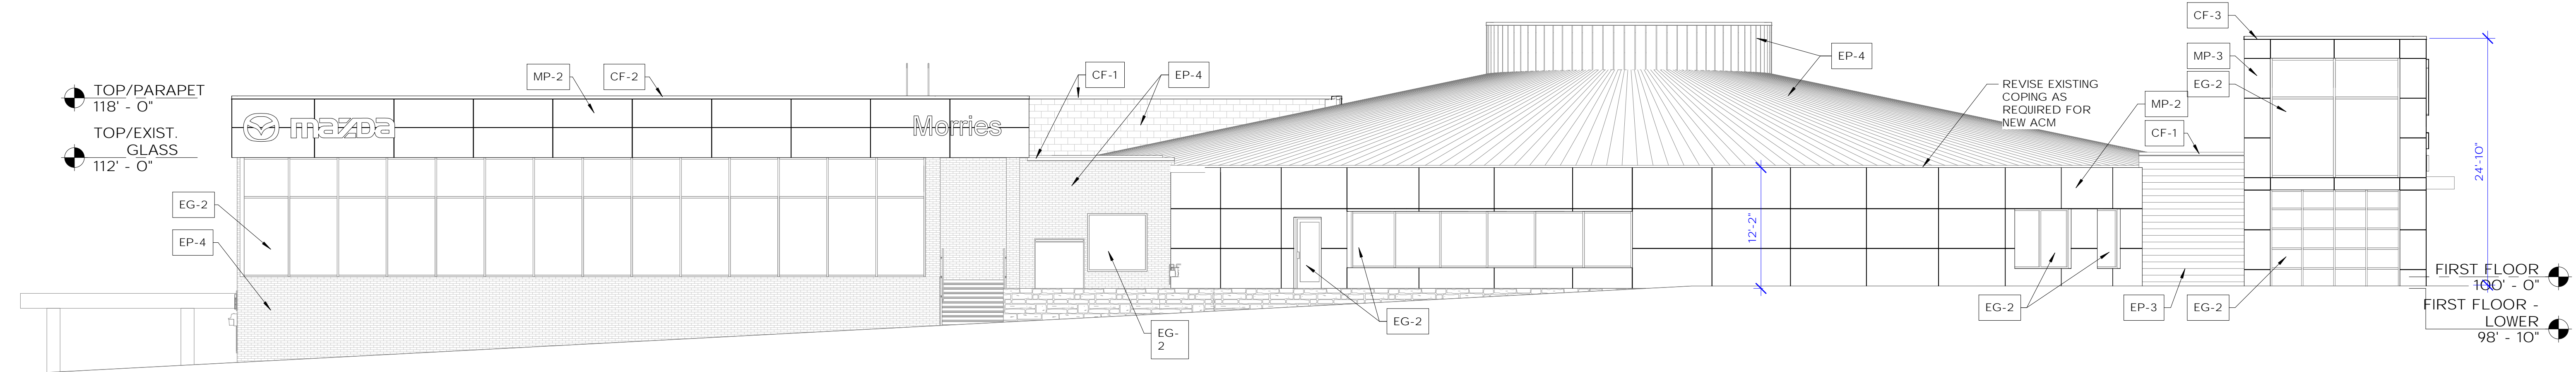 CF-3
MP-3
EG-2
MP-2
CF-1
TOP/PARAPET
118' - 0"
TOP/EXIST.
GLASS
112' - 0"
MP-2
CF-2
CF-1
EP-4
EP-4
REVISE EXISTING
COPING AS
REQUIRED FOR
NEW ACM
mazda
Morries
EG-2
EP-4
12'-2"
24'-10"
EG-
2
EG-2
EG-2
EP-3
EG-2
FIRST FLOOR
100' - 0"
FIRST FLOOR -
LOWER
98' - 10"